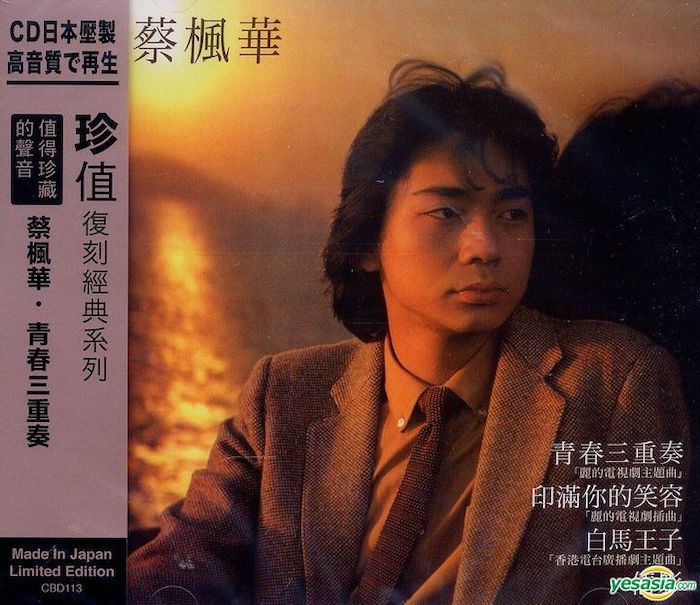 CD日本壓製
高音質で再生
珍值
復刻經典系列
值得珍藏
的聲音
蔡楓華・青春三重奏
Made In Japan
Limited Edition
CBD113
蔡楓華
青春三重奏
「麗的電視劇主題曲」
印滿你的笑容
「麗的電視劇插曲」
白馬王子
「香港電台廣播劇主題曲」
yesasia.com